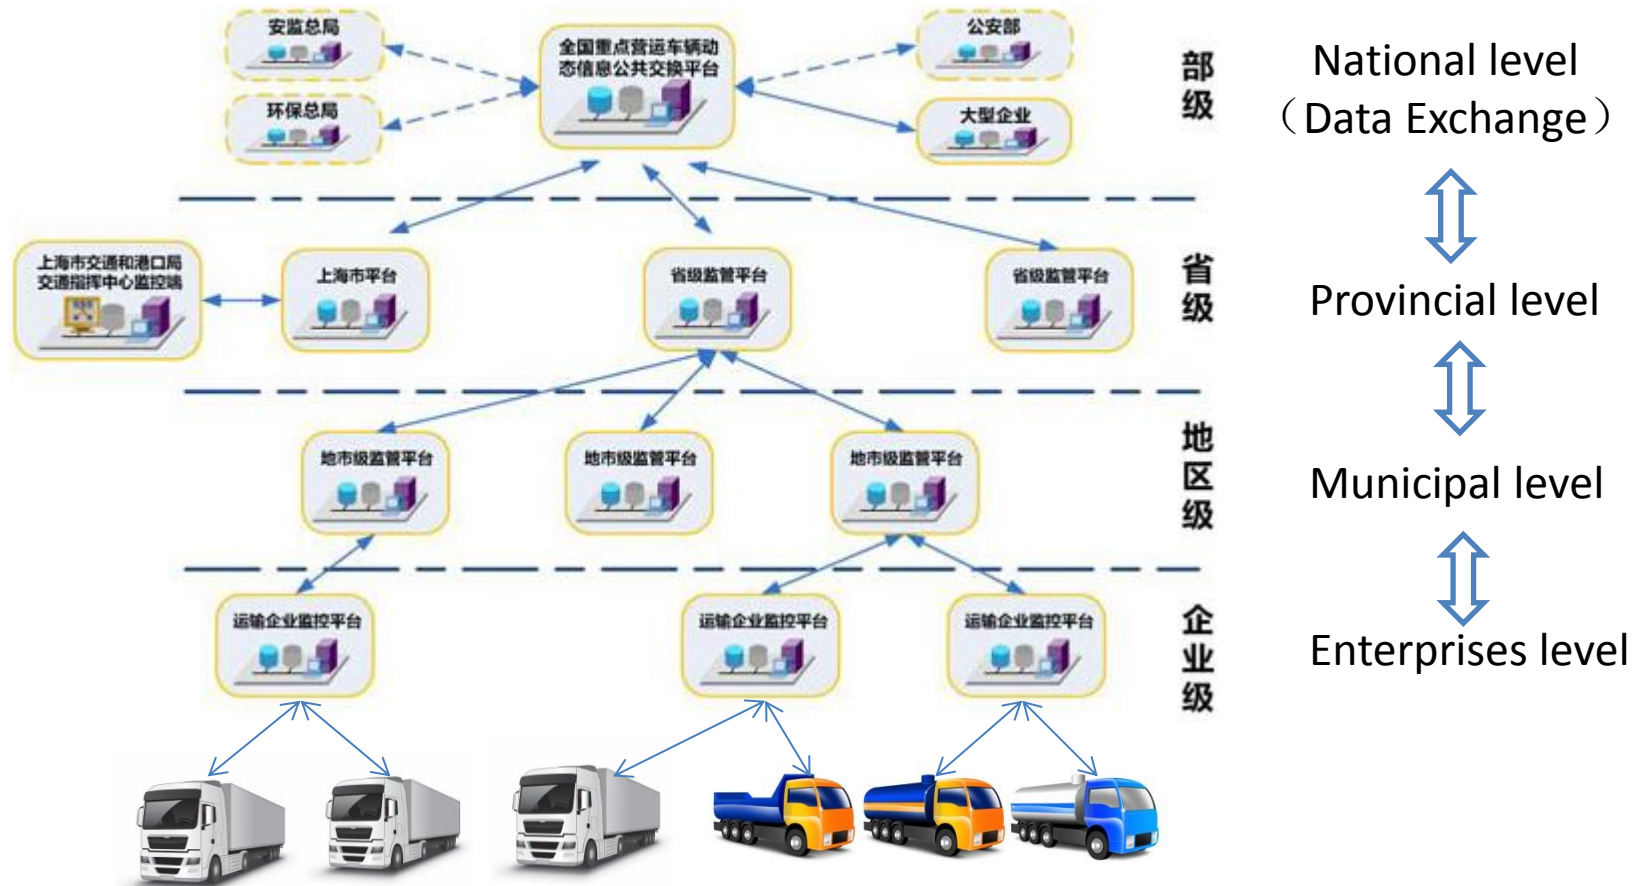 安监总局
环保总局
全国重点营运车辆动
态信息公共交换平台
公安部
大型企业
部级
National level
（Data Exchange）
上海市交通和港口局
交通指挥中心监控端
上海市平台
省级监管平台
省级监管平台
省级
Provincial level
地市级监管平台
地市级监管平台
地市级监管平台
地区级
Municipal level
运输企业监控平台
运输企业监控平台
运输企业监控平台
企业级
Enterprises level